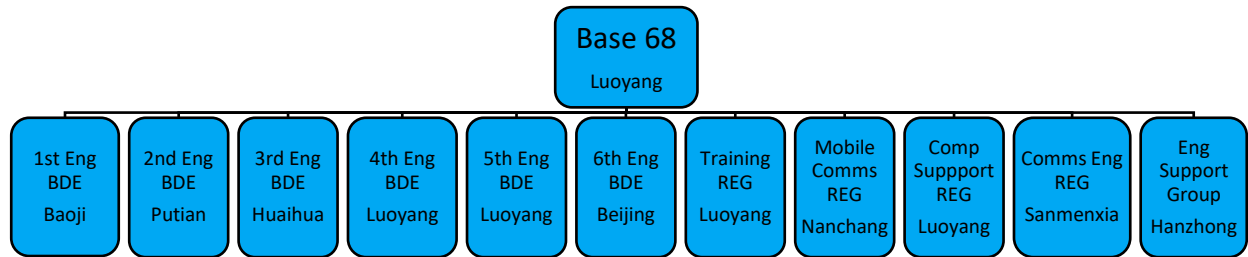 Base 68
Luoyang
1st Eng
BDE
Baoji
2nd Eng
BDE
Putian
3rd Eng
BDE
Huaihua
4th Eng
BDE
Luoyang
5th Eng
BDE
Luoyang
6th Eng
BDE
Beijing
Training
REG
Luoyang
Mobile
Comms
REG
Nanchang
Comp
Suppport
REG
Luoyang
Comms Eng
REG
Sanmenxia
Eng
Support
Group
Hanzhong